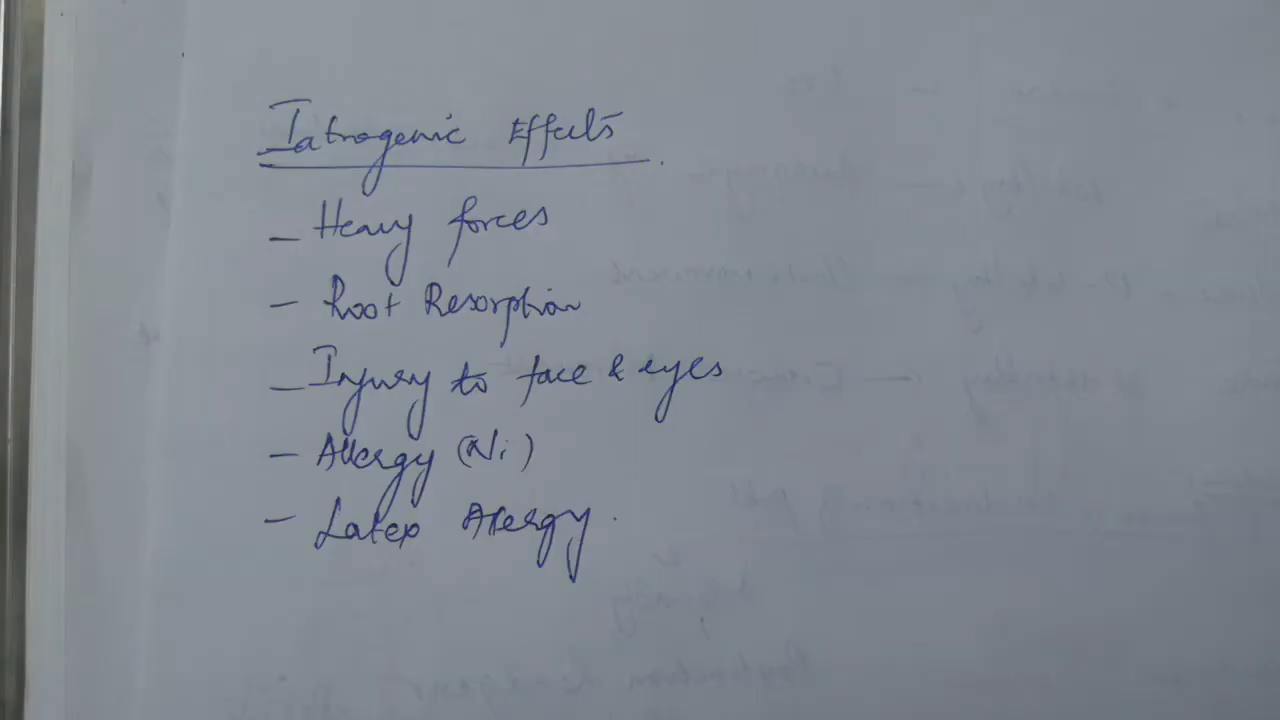 Iatrogenic Effects
- Heavy forces
- Root Resorption
- Injury to face & eyes
- Allergy (Ni)
- Latex Allergy.